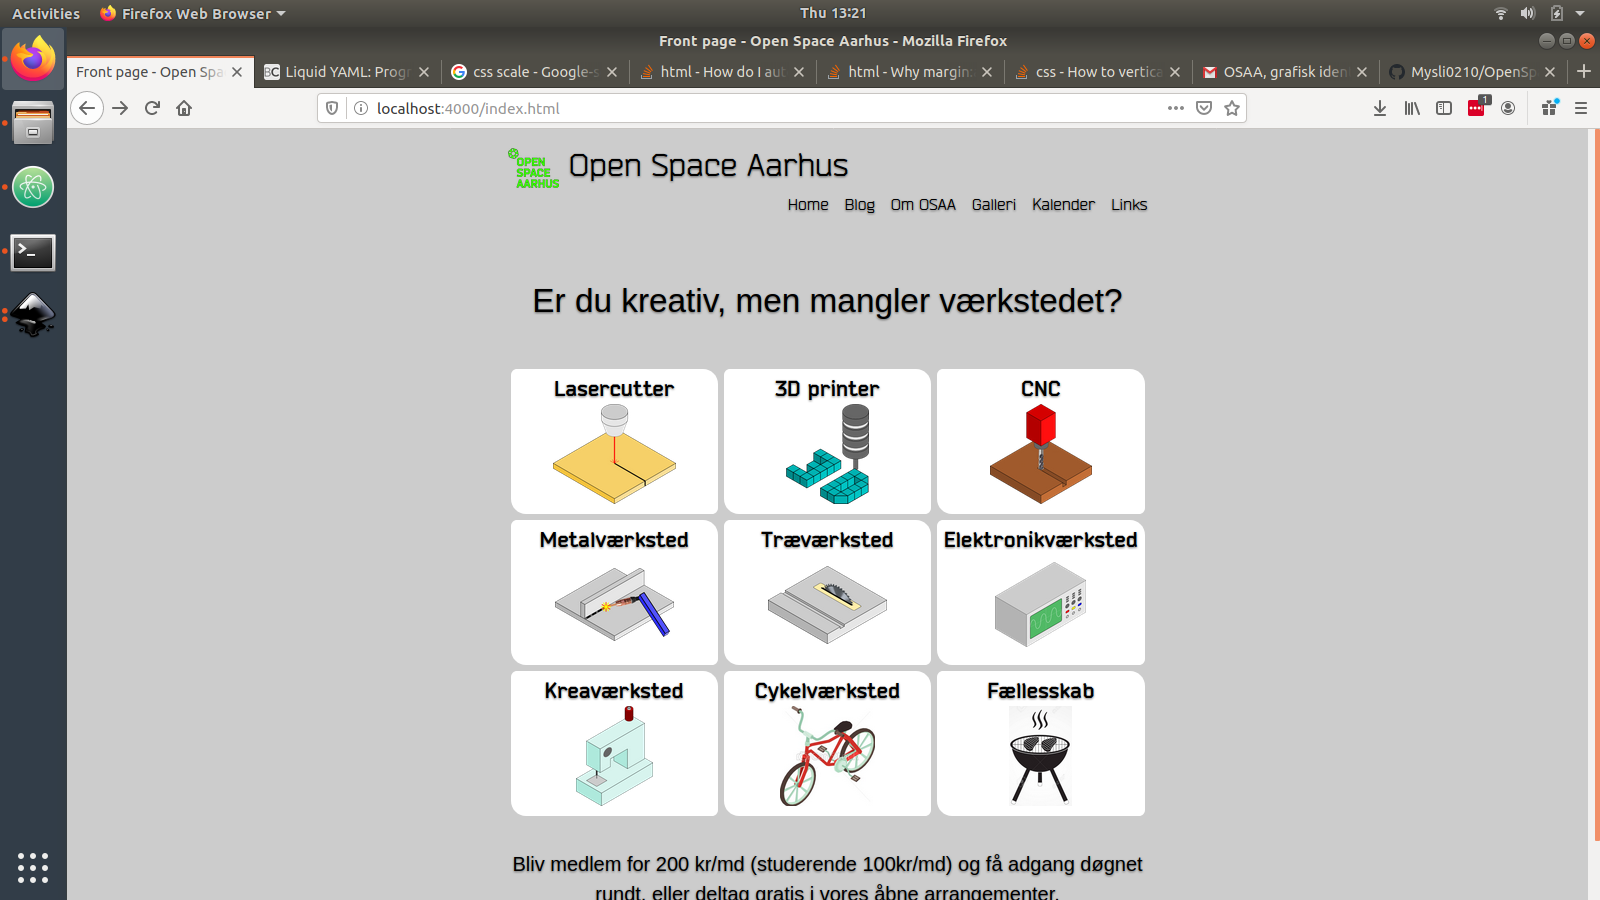 Activities
Firefox Web Browser
Thu 13:21
Front page - Open Space Aarhus - Mozilla Firefox
Front page - Open Spa
BC
Liquid YAML: Progr
css scale - Google-s
html - How do I aut
html - Why margin:
css - How to vertica
OSAA, grafisk iden
Mysli0210/OpenSp
localhost:4000/index.html
1
OPEN
SPACE
AARHUS
Open Space Aarhus
Home Blog Om OSAA Galleri Kalender Links
Er du kreativ, men mangler værkstedet?
Lasercutter
3D printer
CNC
Metalværksted
Træværksted
Elektronikværksted
Kreaværksted
Cykelværksted
Fællesskab
Bliv medlem for 200 kr/md (studerende 100kr/md) og få adgang døgnet
rundt, eller deltag gratis i vores åbne arrangementer.